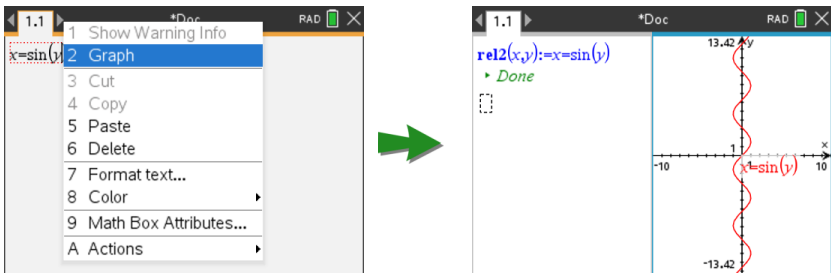 1.1 *Doc RAD
x=sin(y
1 Show Warning Info
2 Graph
3 Cut
4 Copy
5 Paste
6 Delete
7 Format text...
8 Color
9 Math Box Attributes...
A Actions
1.1 *Doc RAD
rel2(x,y):=x=sin(y)
Done
13.42 y
1
x
-10 1 10
x=sin(y)
-13.42